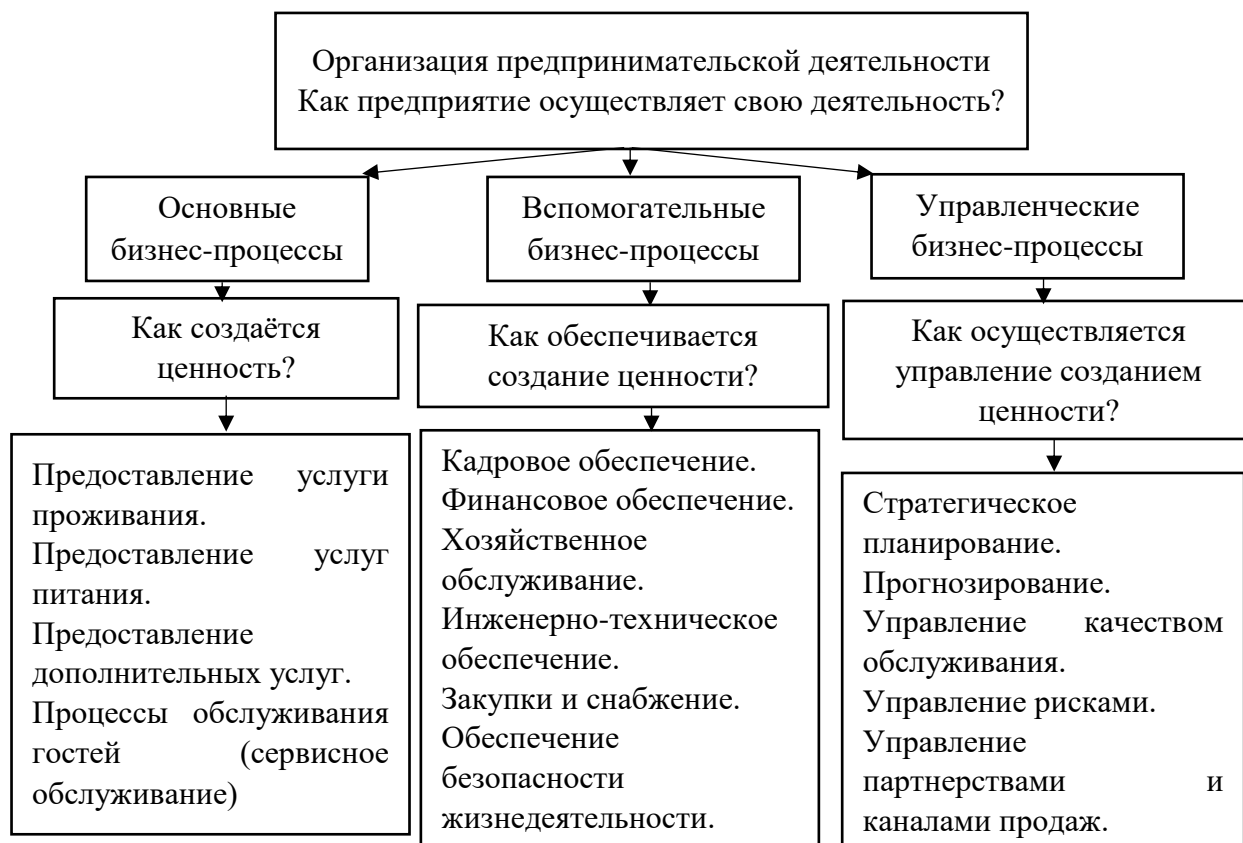 Организация предпринимательской деятельности
Как предприятие осуществляет свою деятельность?
Основные
бизнес-процессы
Вспомогательные
бизнес-процессы
Управленческие
бизнес-процессы
Как создаётся
ценность?
Как обеспечивается
создание ценности?
Как осуществляется
управление созданием
ценности?
Предоставление услуги
проживания.
Предоставление услуг
питания.
Предоставление
дополнительных услуг.
Процессы обслуживания
гостей (сервисное
обслуживание)
Кадровое обеспечение.
Финансовое обеспечение.
Хозяйственное
обслуживание.
Инженерно-техническое
обеспечение.
Закупки и снабжение.
Обеспечение
безопасности
жизнедеятельности.
Стратегическое
планирование.
Прогнозирование.
Управление качеством
обслуживания.
Управление рисками.
Управление
партнерствами и
каналами продаж.